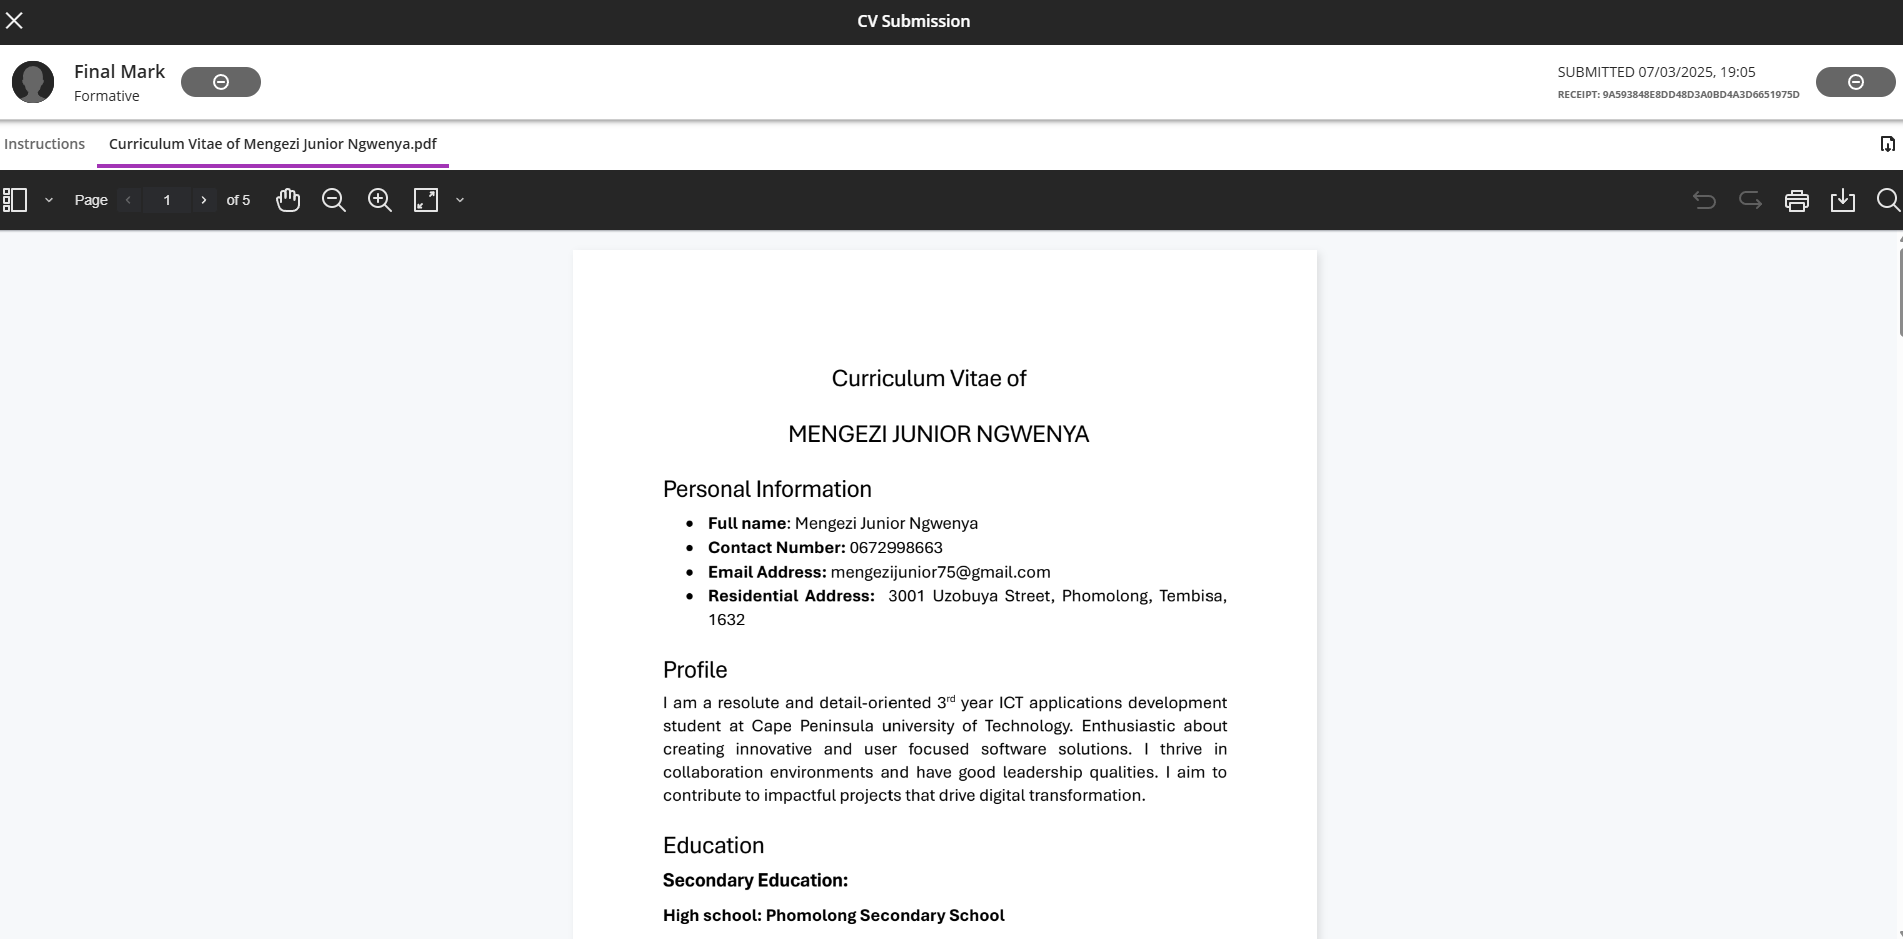 CV Submission
Final Mark
Formative
SUBMITTED 07/03/2025, 19:05
RECEIPT: 9A593848E8DD48D3A0BD4A3D6651975D
Instructions
Curriculum Vitae of Mengezi Junior Ngwenya.pdf
Page 1 of 5
Curriculum Vitae of
MENGEZI JUNIOR NGWENYA
Personal Information
• Full name: Mengezi Junior Ngwenya
• Contact Number: 0672998663
• Email Address: mengezijunior75@gmail.com
• Residential Address: 3001 Uzobuya Street, Phomolong, Tembisa,
1632
Profile
I am a resolute and detail-oriented 3rd year ICT applications development
student at Cape Peninsula university of Technology. Enthusiastic about
creating innovative and user focused software solutions. I thrive in
collaboration environments and have good leadership qualities. I aim to
contribute to impactful projects that drive digital transformation.
Education
Secondary Education:
High school: Phomolong Secondary School